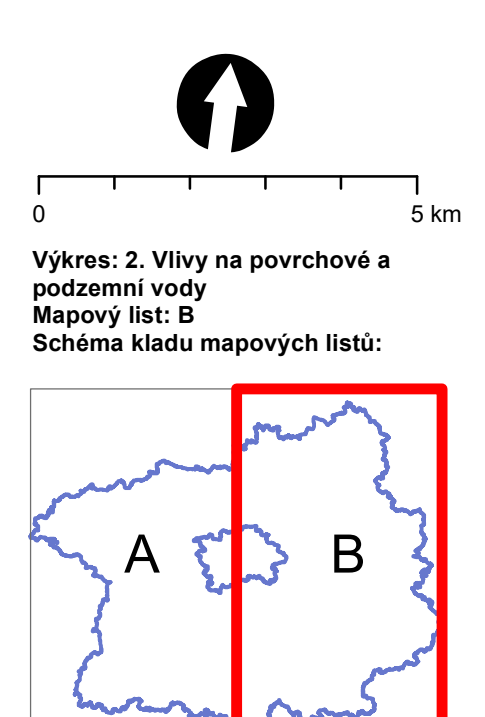 0 5 km
Výkres: 2. Vlivy na povrchové a
podzemní vody
Mapový list: B
Schéma kladu mapových listů:
A B